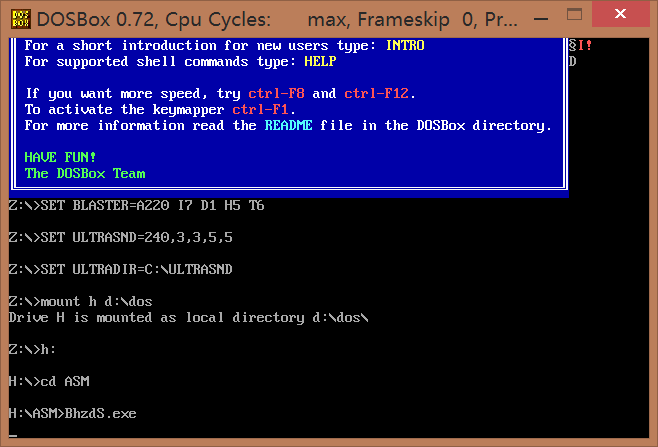 DOSBox 0.72, Cpu Cycles: max, Frameskip 0, Pr...
For a short introduction for new users type: INTRO
§I!
For supported shell commands type: HELP
D
If you want more speed, try ctrl-F8 and ctrl-F12.
To activate the keymapper ctrl-F1.
For more information read the README file in the DOSBox directory.
HAVE FUN!
The DOSBox Team
Z:\>SET BLASTER=A220 I7 D1 H5 T6
Z:\>SET ULTRASND=240,3,3,5,5
Z:\>SET ULTRADIR=C:\ULTRASND
Z:\>mount h d:\dos
Drive H is mounted as local directory d:\dos\
Z:\>h:
H:\>cd ASM
H:\ASM>BhzdS.exe